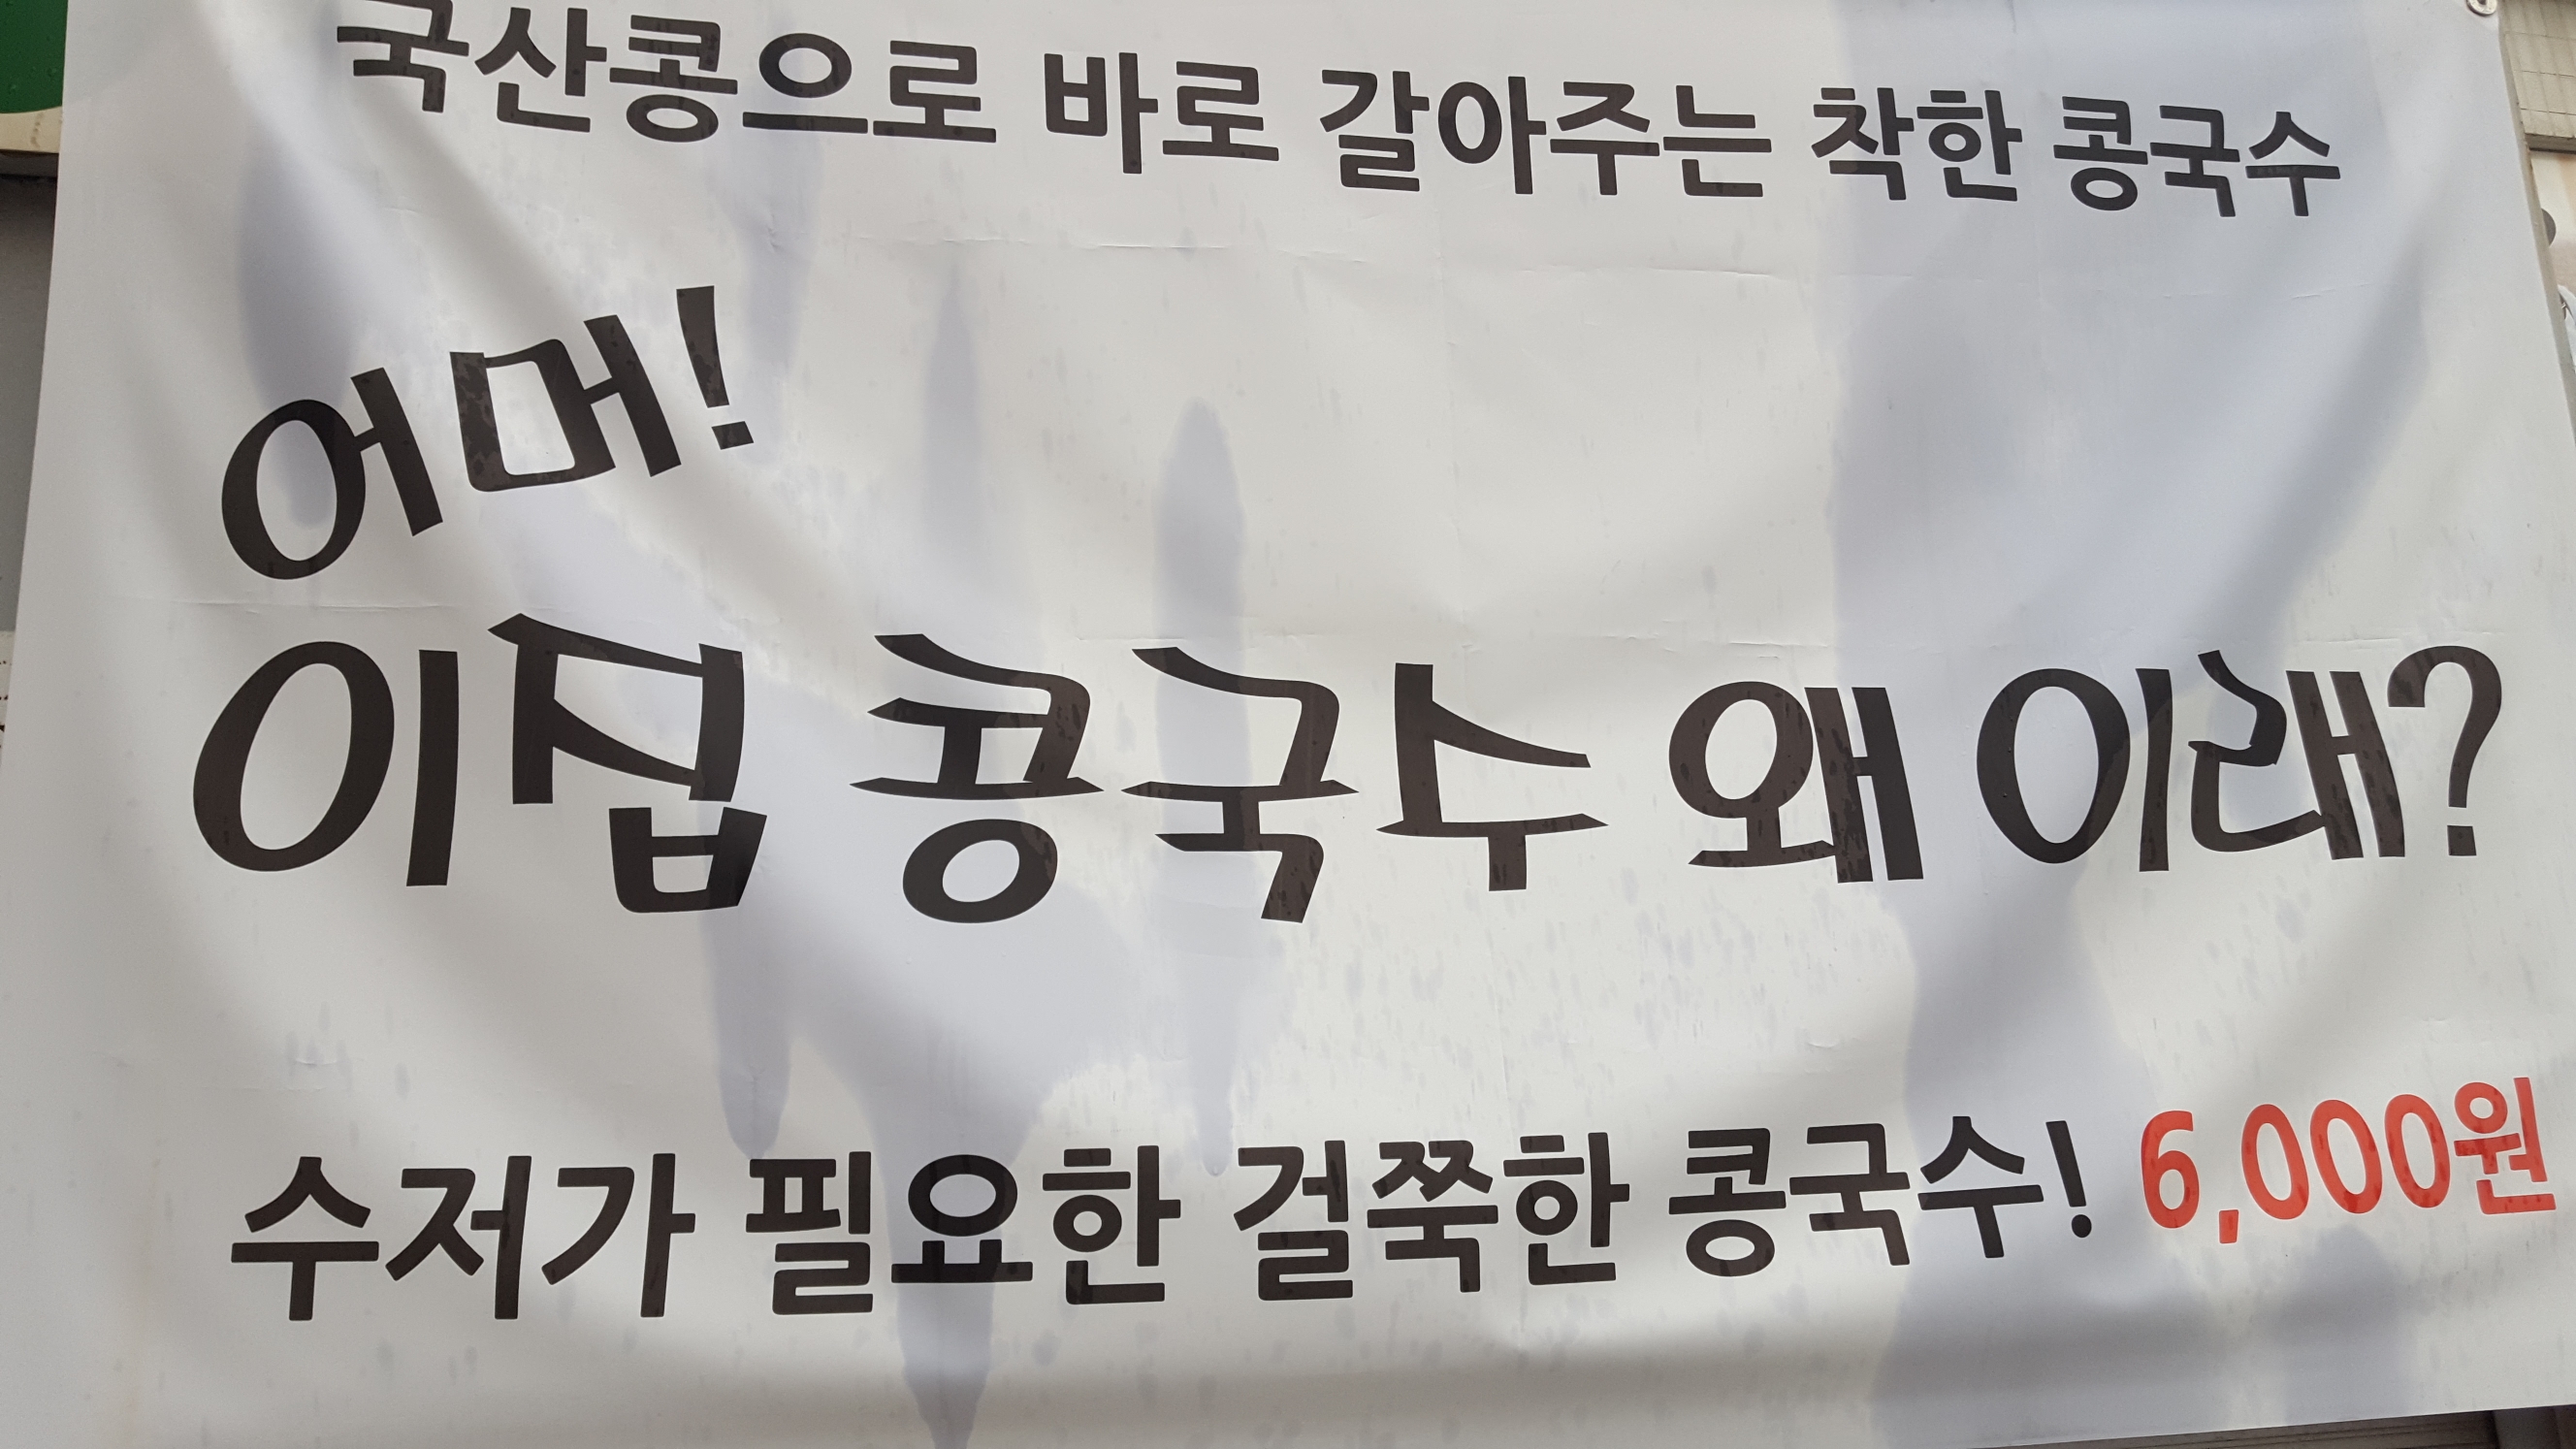 국산콩으로 바로 갈아주는 착한 콩국수
어머!
이집 콩국수 왜 이래?
수저가 필요한 걸쭉한 콩국수! 6,000원